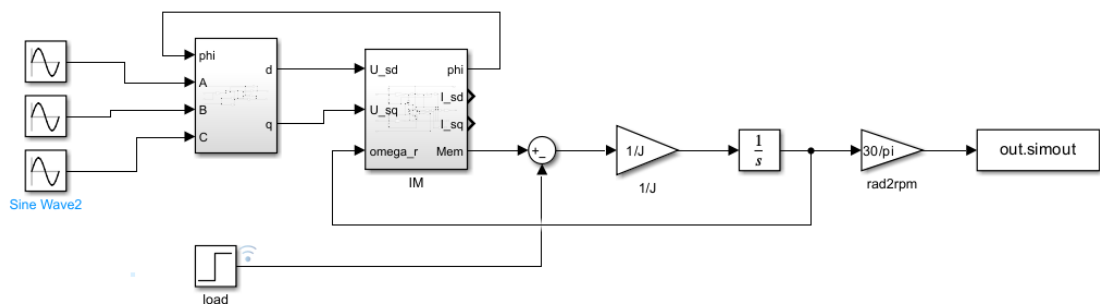 phi
A
B
C
d
q
Sine Wave2
U_sd
U_sq
omega_r
phi
I_sd
I_sq
Mem
IM
+
−
1/J
1/J
1
s
30/pi
rad2rpm
out.simout
load